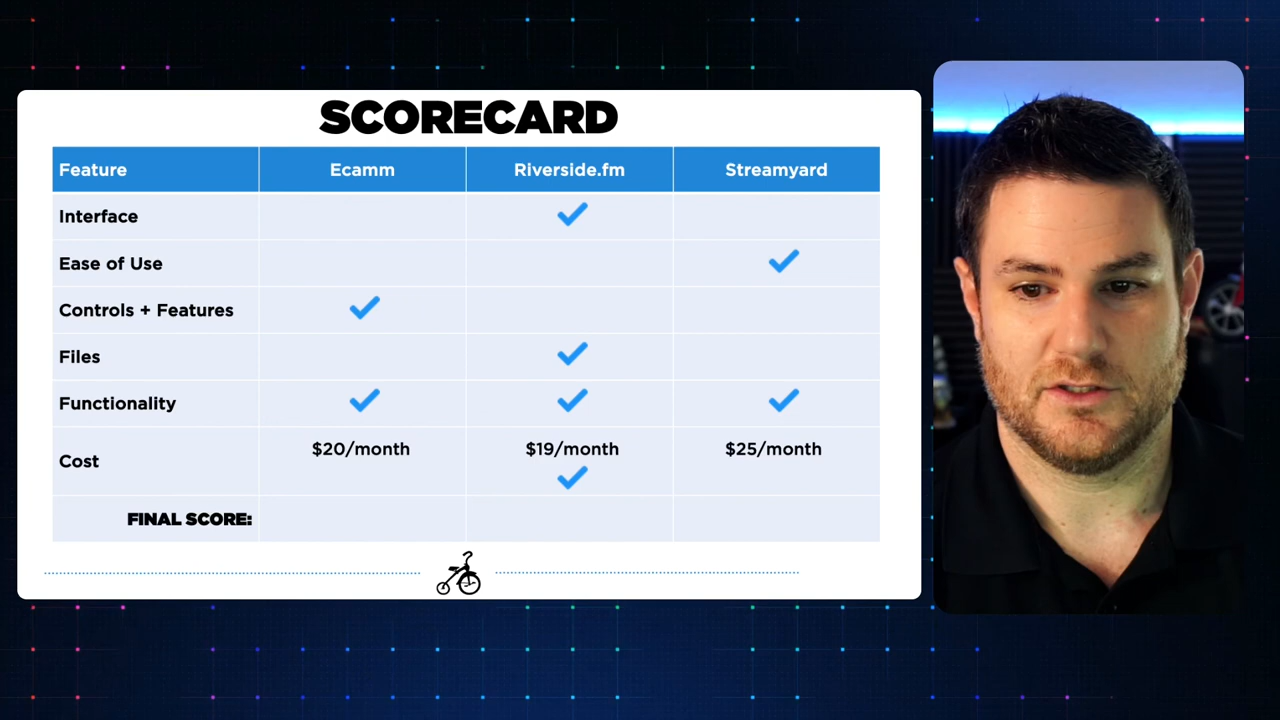 SCORECARD
Feature Ecamm Riverside.fm Streamyard
Interface
Ease of Use
Controls + Features
Files
Functionality
Cost $20/month $19/month $25/month
FINAL SCORE: